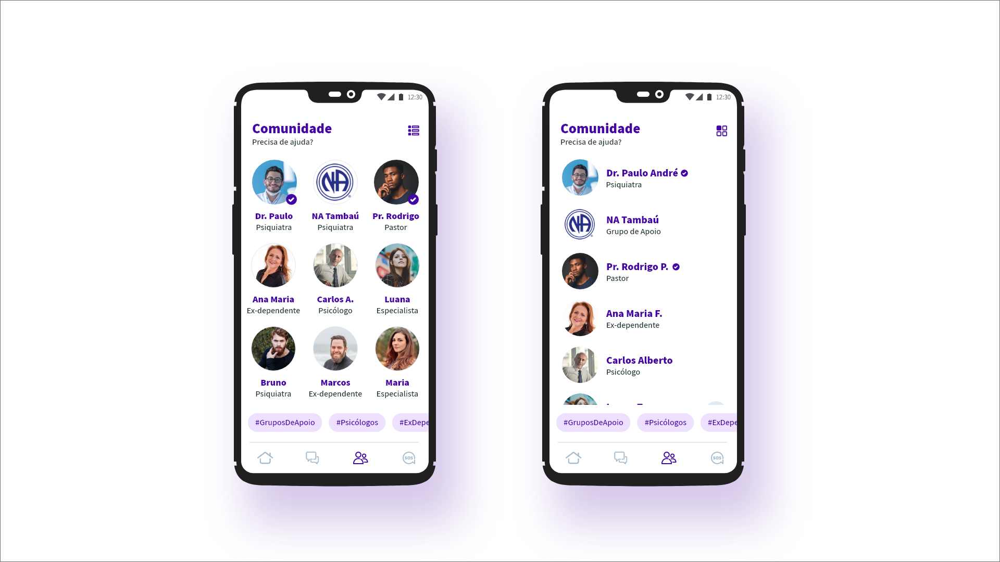 12:30
Comunidade
Precisa de ajuda?
NA
Dr. Paulo
Psiquiatra
NA Tambaú
Psiquiatra
Pr. Rodrigo
Pastor
Ana Maria
Ex-dependente
Carlos A.
Psicólogo
Luana
Especialista
Bruno
Psiquiatra
Marcos
Ex-dependente
Maria
Especialista
#GruposDeApoio
#Psicólogos
#ExDepe
SOS
12:30
Comunidade
Precisa de ajuda?
Dr. Paulo André
Psiquiatra
NA
NA Tambaú
Grupo de Apoio
Pr. Rodrigo P.
Pastor
Ana Maria F.
Ex-dependente
Carlos Alberto
Psicólogo
#GruposDeApoio
#Psicólogos
#ExDepe
SOS